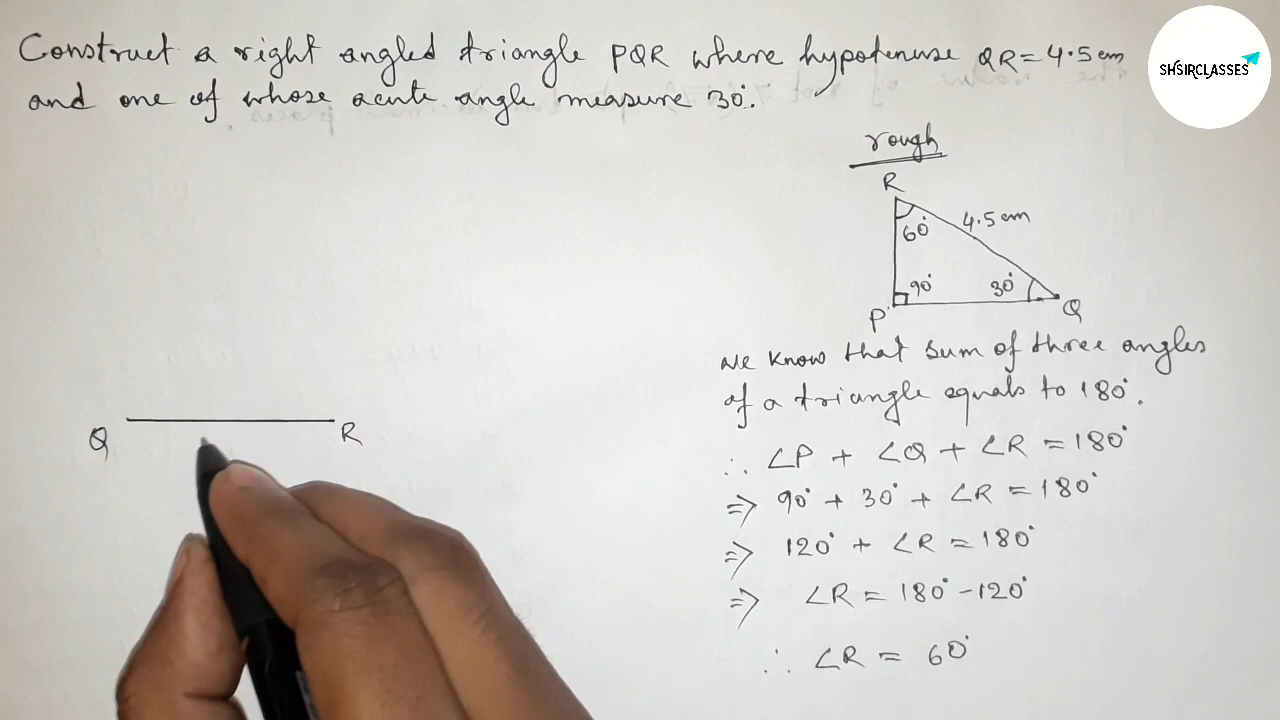 Construct a right angled triangle PQR where hypotenuse QR = 4.5 cm
and one of whose acute angle measure 30°.
SHSIRCLASSES
rough
R
60°
4.5 cm
90°
30°
P
Q
we know that sum of three angles
of a triangle equals to 180°.
∴ ∠P + ∠Q + ∠R = 180°
⇒ 90° + 30° + ∠R = 180°
⇒ 120° + ∠R = 180°
⇒ ∠R = 180° - 120°
∴ ∠R = 60°
Q
R